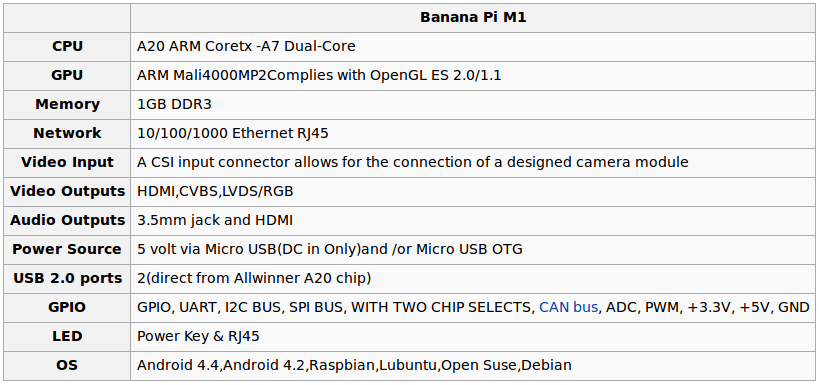 Banana Pi M1
CPU A20 ARM Coretx -A7 Dual-Core
GPU ARM Mali4000MP2Complies with OpenGL ES 2.0/1.1
Memory 1GB DDR3
Network 10/100/1000 Ethernet RJ45
Video Input A CSI input connector allows for the connection of a designed camera module
Video Outputs HDMI,CVBS,LVDS/RGB
Audio Outputs 3.5mm jack and HDMI
Power Source 5 volt via Micro USB(DC in Only)and /or Micro USB OTG
USB 2.0 ports 2(direct from Allwinner A20 chip)
GPIO GPIO, UART, I2C BUS, SPI BUS, WITH TWO CHIP SELECTS, CAN bus, ADC, PWM, +3.3V, +5V, GND
LED Power Key & RJ45
OS Android 4.4,Android 4.2,Raspbian,Lubuntu,Open Suse,Debian